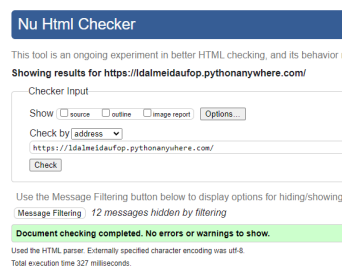 Nu Html Checker
This tool is an ongoing experiment in better HTML checking, and its behavior
Showing results for https://ldalmeidaufop.pythonanywhere.com/
Checker Input
Show source outline image report Options...
Check by address
https://ldalmeidaufop.pythonanywhere.com/
Check
Use the Message Filtering button below to display options for hiding/showing
Message Filtering 12 messages hidden by filtering
Document checking completed. No errors or warnings to show.
Used the HTML parser. Externally specified character encoding was utf-8.
Total execution time 327 milliseconds.